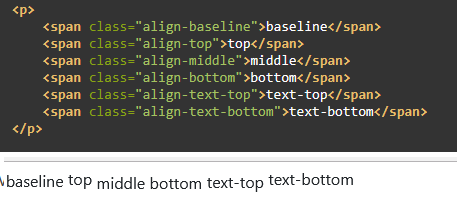 <p>
<span class="align-baseline">baseline</span>
<span class="align-top">top</span>
<span class="align-middle">middle</span>
<span class="align-bottom">bottom</span>
<span class="align-text-top">text-top</span>
<span class="align-text-bottom">text-bottom</span>
</p>
baseline top middle bottom text-top text-bottom